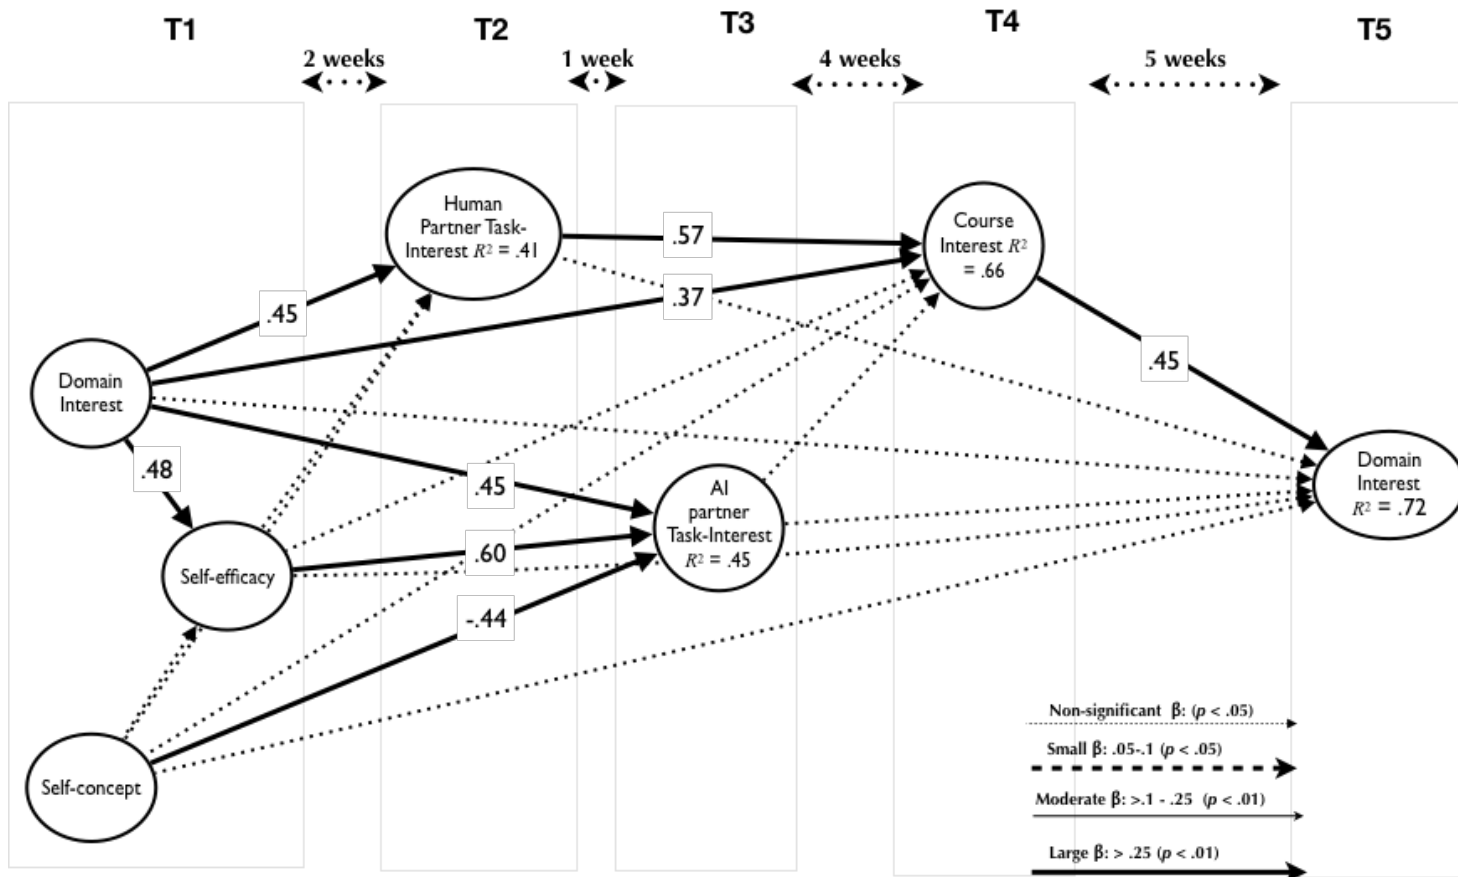 T1
T2
T3
T4
T5
2 weeks
1 week
4 weeks
5 weeks
Human
Partner Task-
Interest R² = .41
Course
Interest R²
= .66
.57
.37
.45
.45
Domain
Interest
.48
.45
AI
partner
Task-Interest
R² = .45
Domain
Interest
R² = .72
.60
Self-efficacy
-.44
Self-concept
Non-significant β: (p < .05)
Small β: .05-.1 (p < .05)
Moderate β: >.1 - .25 (p < .01)
Large β: > .25 (p < .01)